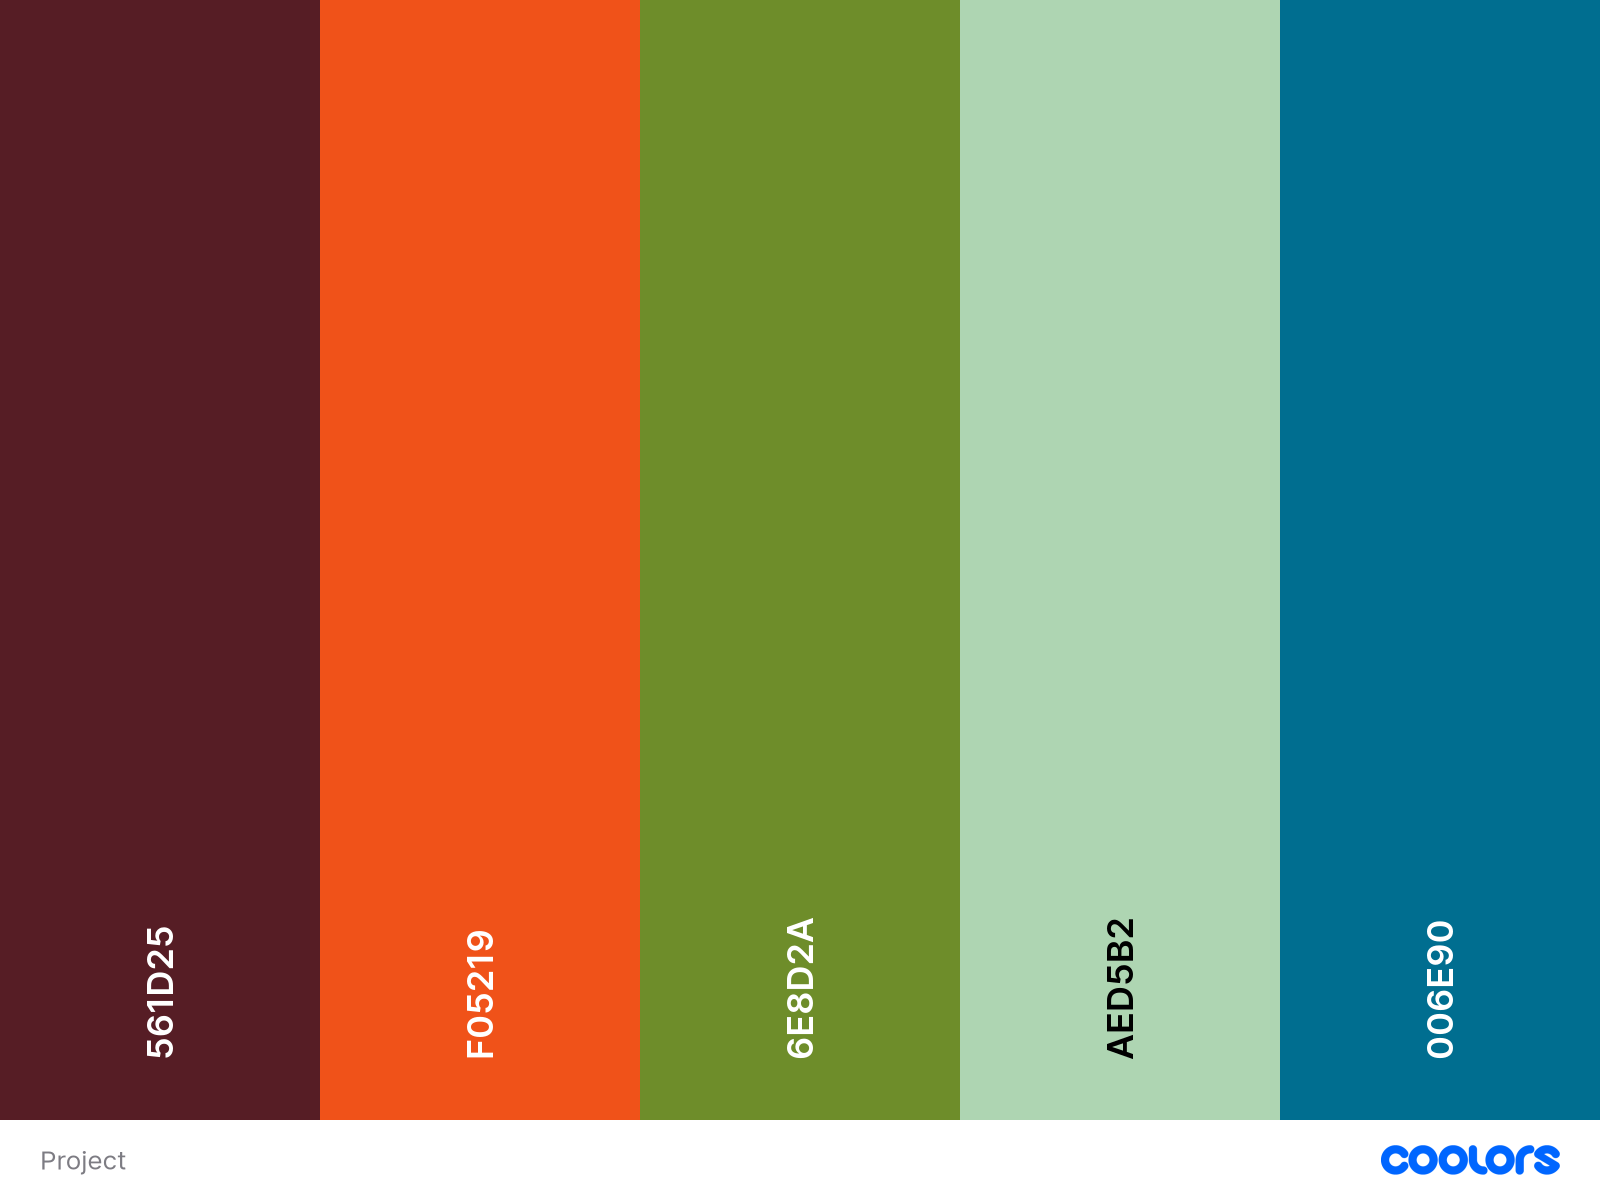 561D25
F05219
6E8D2A
AED5B2
006E90
Project
coolors